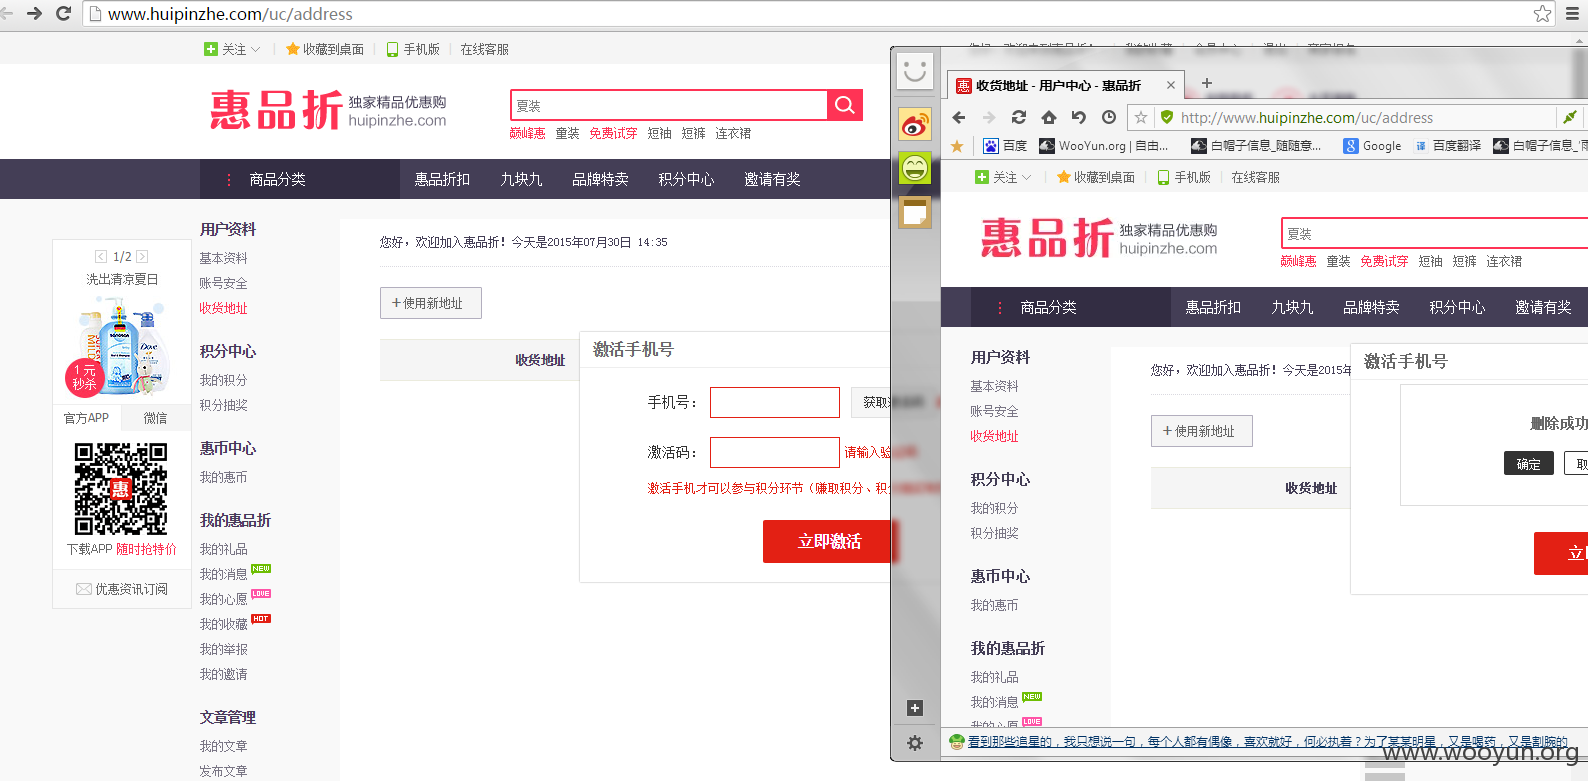 www.huipinzhe.com/uc/address
关注
收藏到桌面
手机版
在线客服
惠品折
独家精品优惠购
huipinzhe.com
夏装
巅峰惠 童装 免费试穿 短袖 短裤 连衣裙
商品分类
惠品折扣
九块九
品牌特卖
积分中心
邀请有奖
1/2
洗出清凉夏日
1元
秒杀
官方APP
微信
惠
下载APP 随时抢特价
优惠资讯订阅
用户资料
基本资料
账号安全
收货地址
积分中心
我的积分
积分抽奖
惠币中心
我的惠币
我的惠品折
我的礼品
我的消息 NEW
我的心愿 LOVE
我的收藏 HOT
我的举报
我的邀请
文章管理
我的文章
发布文章
您好，欢迎加入惠品折！今天是2015年07月30日 14:35
+使用新地址
收货地址
激活手机号
手机号：
获取
激活码：
请输入验
激活手机才可以参与积分环节（赚取积分、积
立即激活
收货地址 - 用户中心 - 惠品折
http://www.huipinzhe.com/uc/address
百度
WooYun.org | 自由...
白帽子信息_随随意...
Google
百度翻译
白帽子信息_'雨
关注
收藏到桌面
手机版
在线客服
惠品折
独家精品优惠购
huipinzhe.com
夏装
巅峰惠 童装 免费试穿 短袖 短裤 连衣裙
商品分类
惠品折扣
九块九
品牌特卖
积分中心
邀请有奖
用户资料
基本资料
账号安全
收货地址
积分中心
我的积分
积分抽奖
惠币中心
我的惠币
我的惠品折
我的礼品
我的消息 NEW
我的心愿 LOVE
您好，欢迎加入惠品折！今天是2015年
+使用新地址
收货地址
激活手机号
删除成功
确定
取
立
看到那些追星的，我只想说一句，每个人都有偶像，喜欢就好，何必执着？为了某某明星，又是喝药，又是割腕的
www.wooyun.org